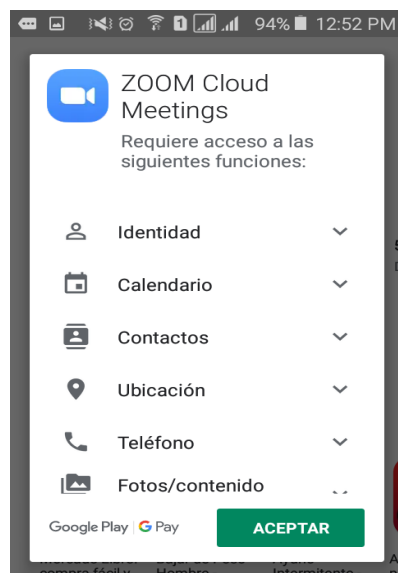 1 94% 12:52 PM
ZOOM Cloud
Meetings
Requiere acceso a las
siguientes funciones:
Identidad
Calendario
Contactos
Ubicación
Teléfono
Fotos/contenido
Google Play | G Pay ACEPTAR